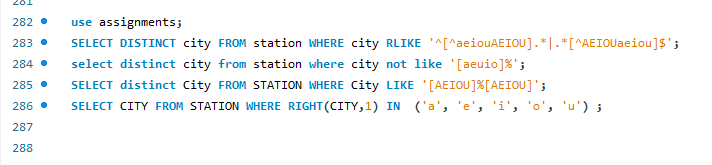 281
282 use assignments;
283 SELECT DISTINCT city FROM station WHERE city RLIKE '^[^aeiouAEIOU].*|.*[^AEIOUaeiou]$';
284 select distinct city from station where city not like '[aeuio]%';
285 SELECT distinct City FROM STATION WHERE City LIKE '[AEIOU]%[AEIOU]';
286 SELECT CITY FROM STATION WHERE RIGHT(CITY,1) IN  ('a', 'e', 'i', 'o', 'u') ;
287
288